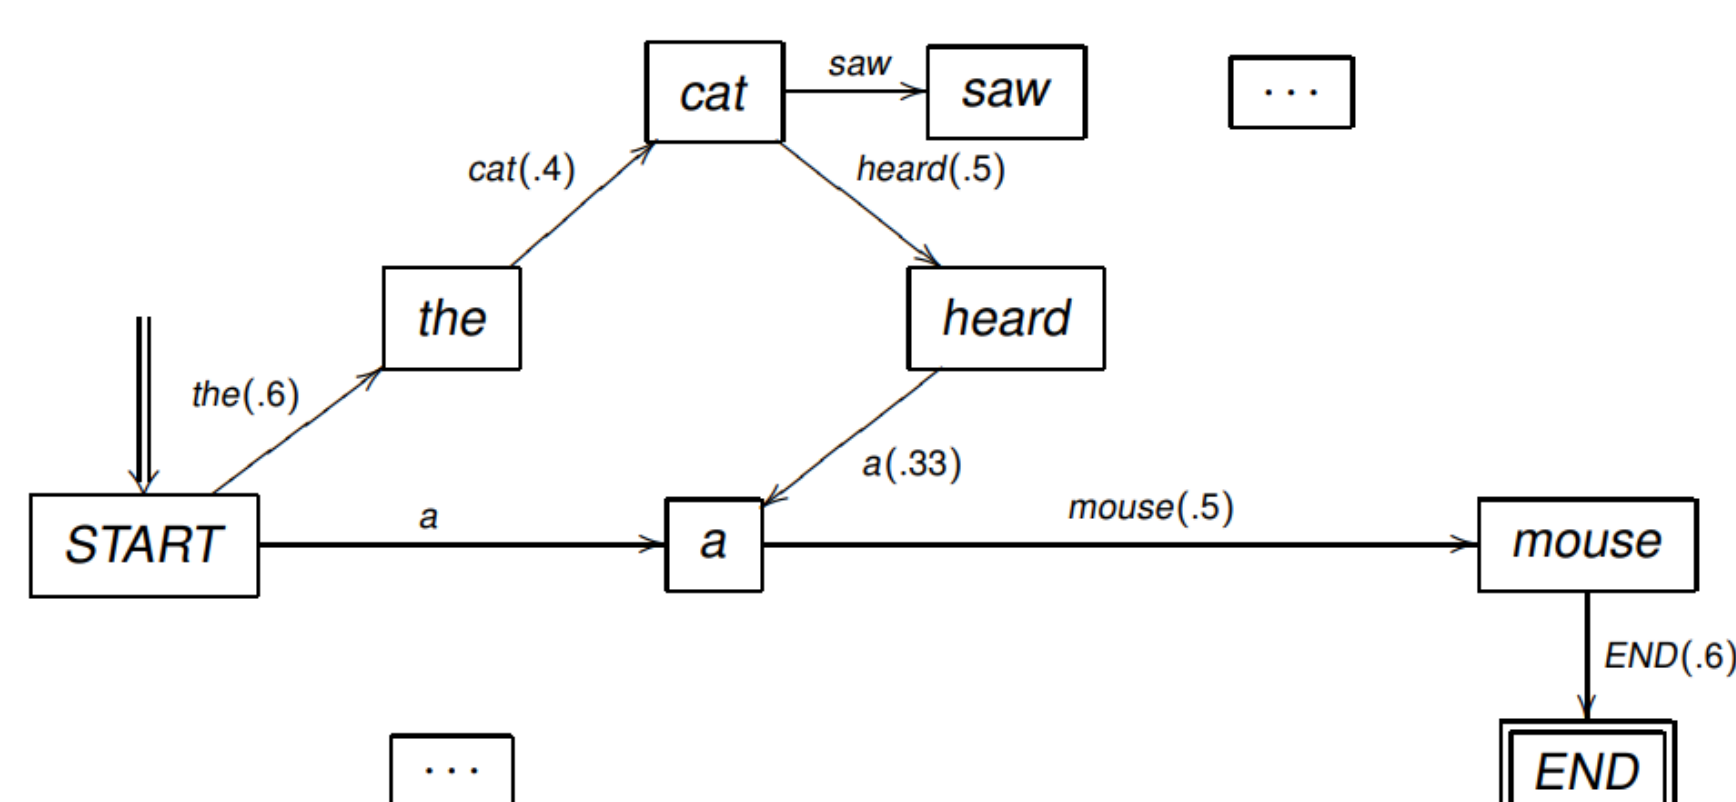 cat
saw
saw
...
cat(.4)
heard(.5)
the
heard
the(.6)
a(.33)
START
a
a
mouse(.5)
mouse
END(.6)
...
END